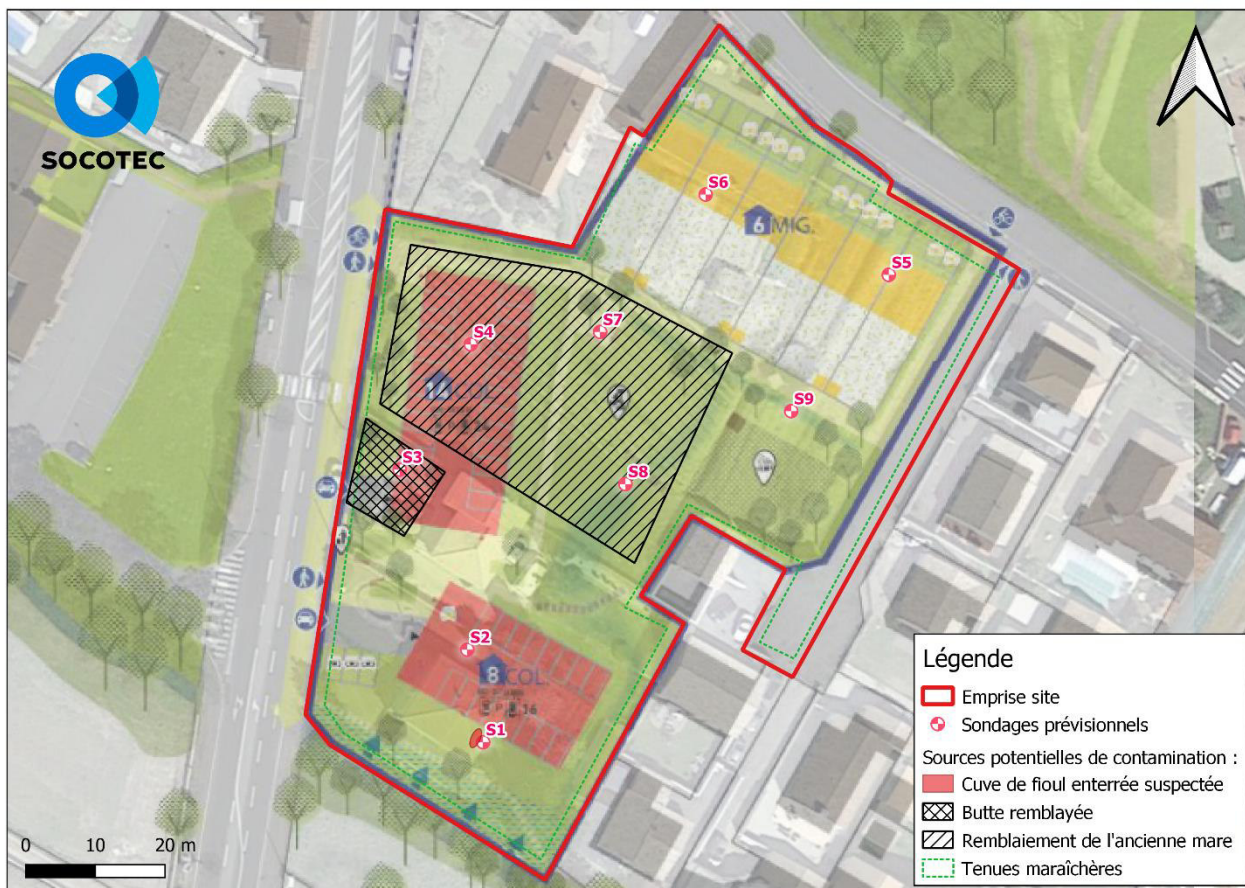 SOCOTEC
S6
6 MIG.
S5
S7
S4
S9
S3
S8
S2
8 COL.
16
S1
Légende
Emprise site
Sondages prévisionnels
Sources potentielles de contamination :
Cuve de fioul enterrée suspectée
Butte remblayée
Remblaiement de l'ancienne mare
Tenues maraîchères
0 10 20 m